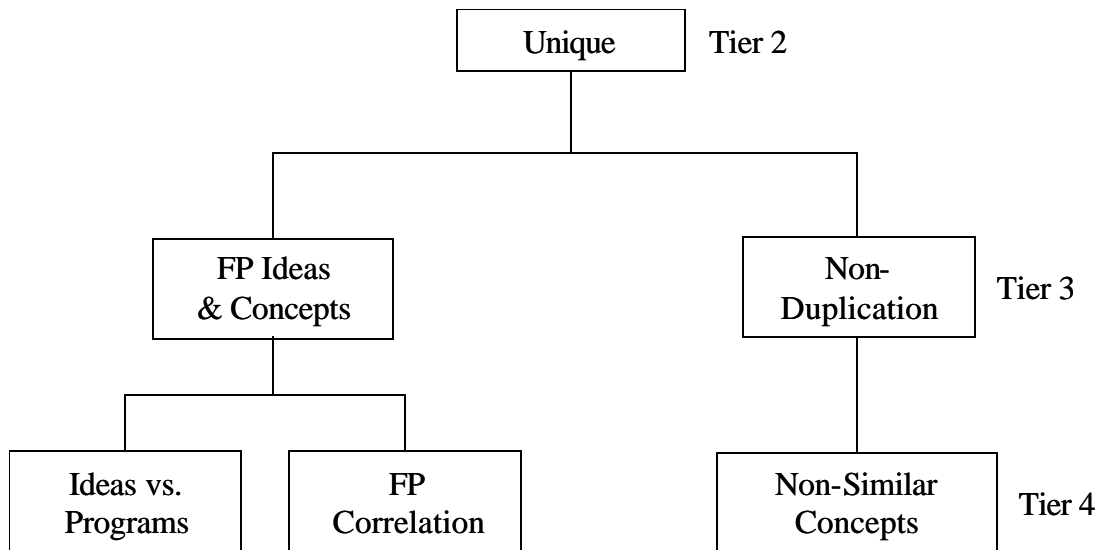 Unique
Tier 2
FP Ideas
& Concepts
Non-
Duplication
Tier 3
Ideas vs.
Programs
FP
Correlation
Non-Similar
Concepts
Tier 4